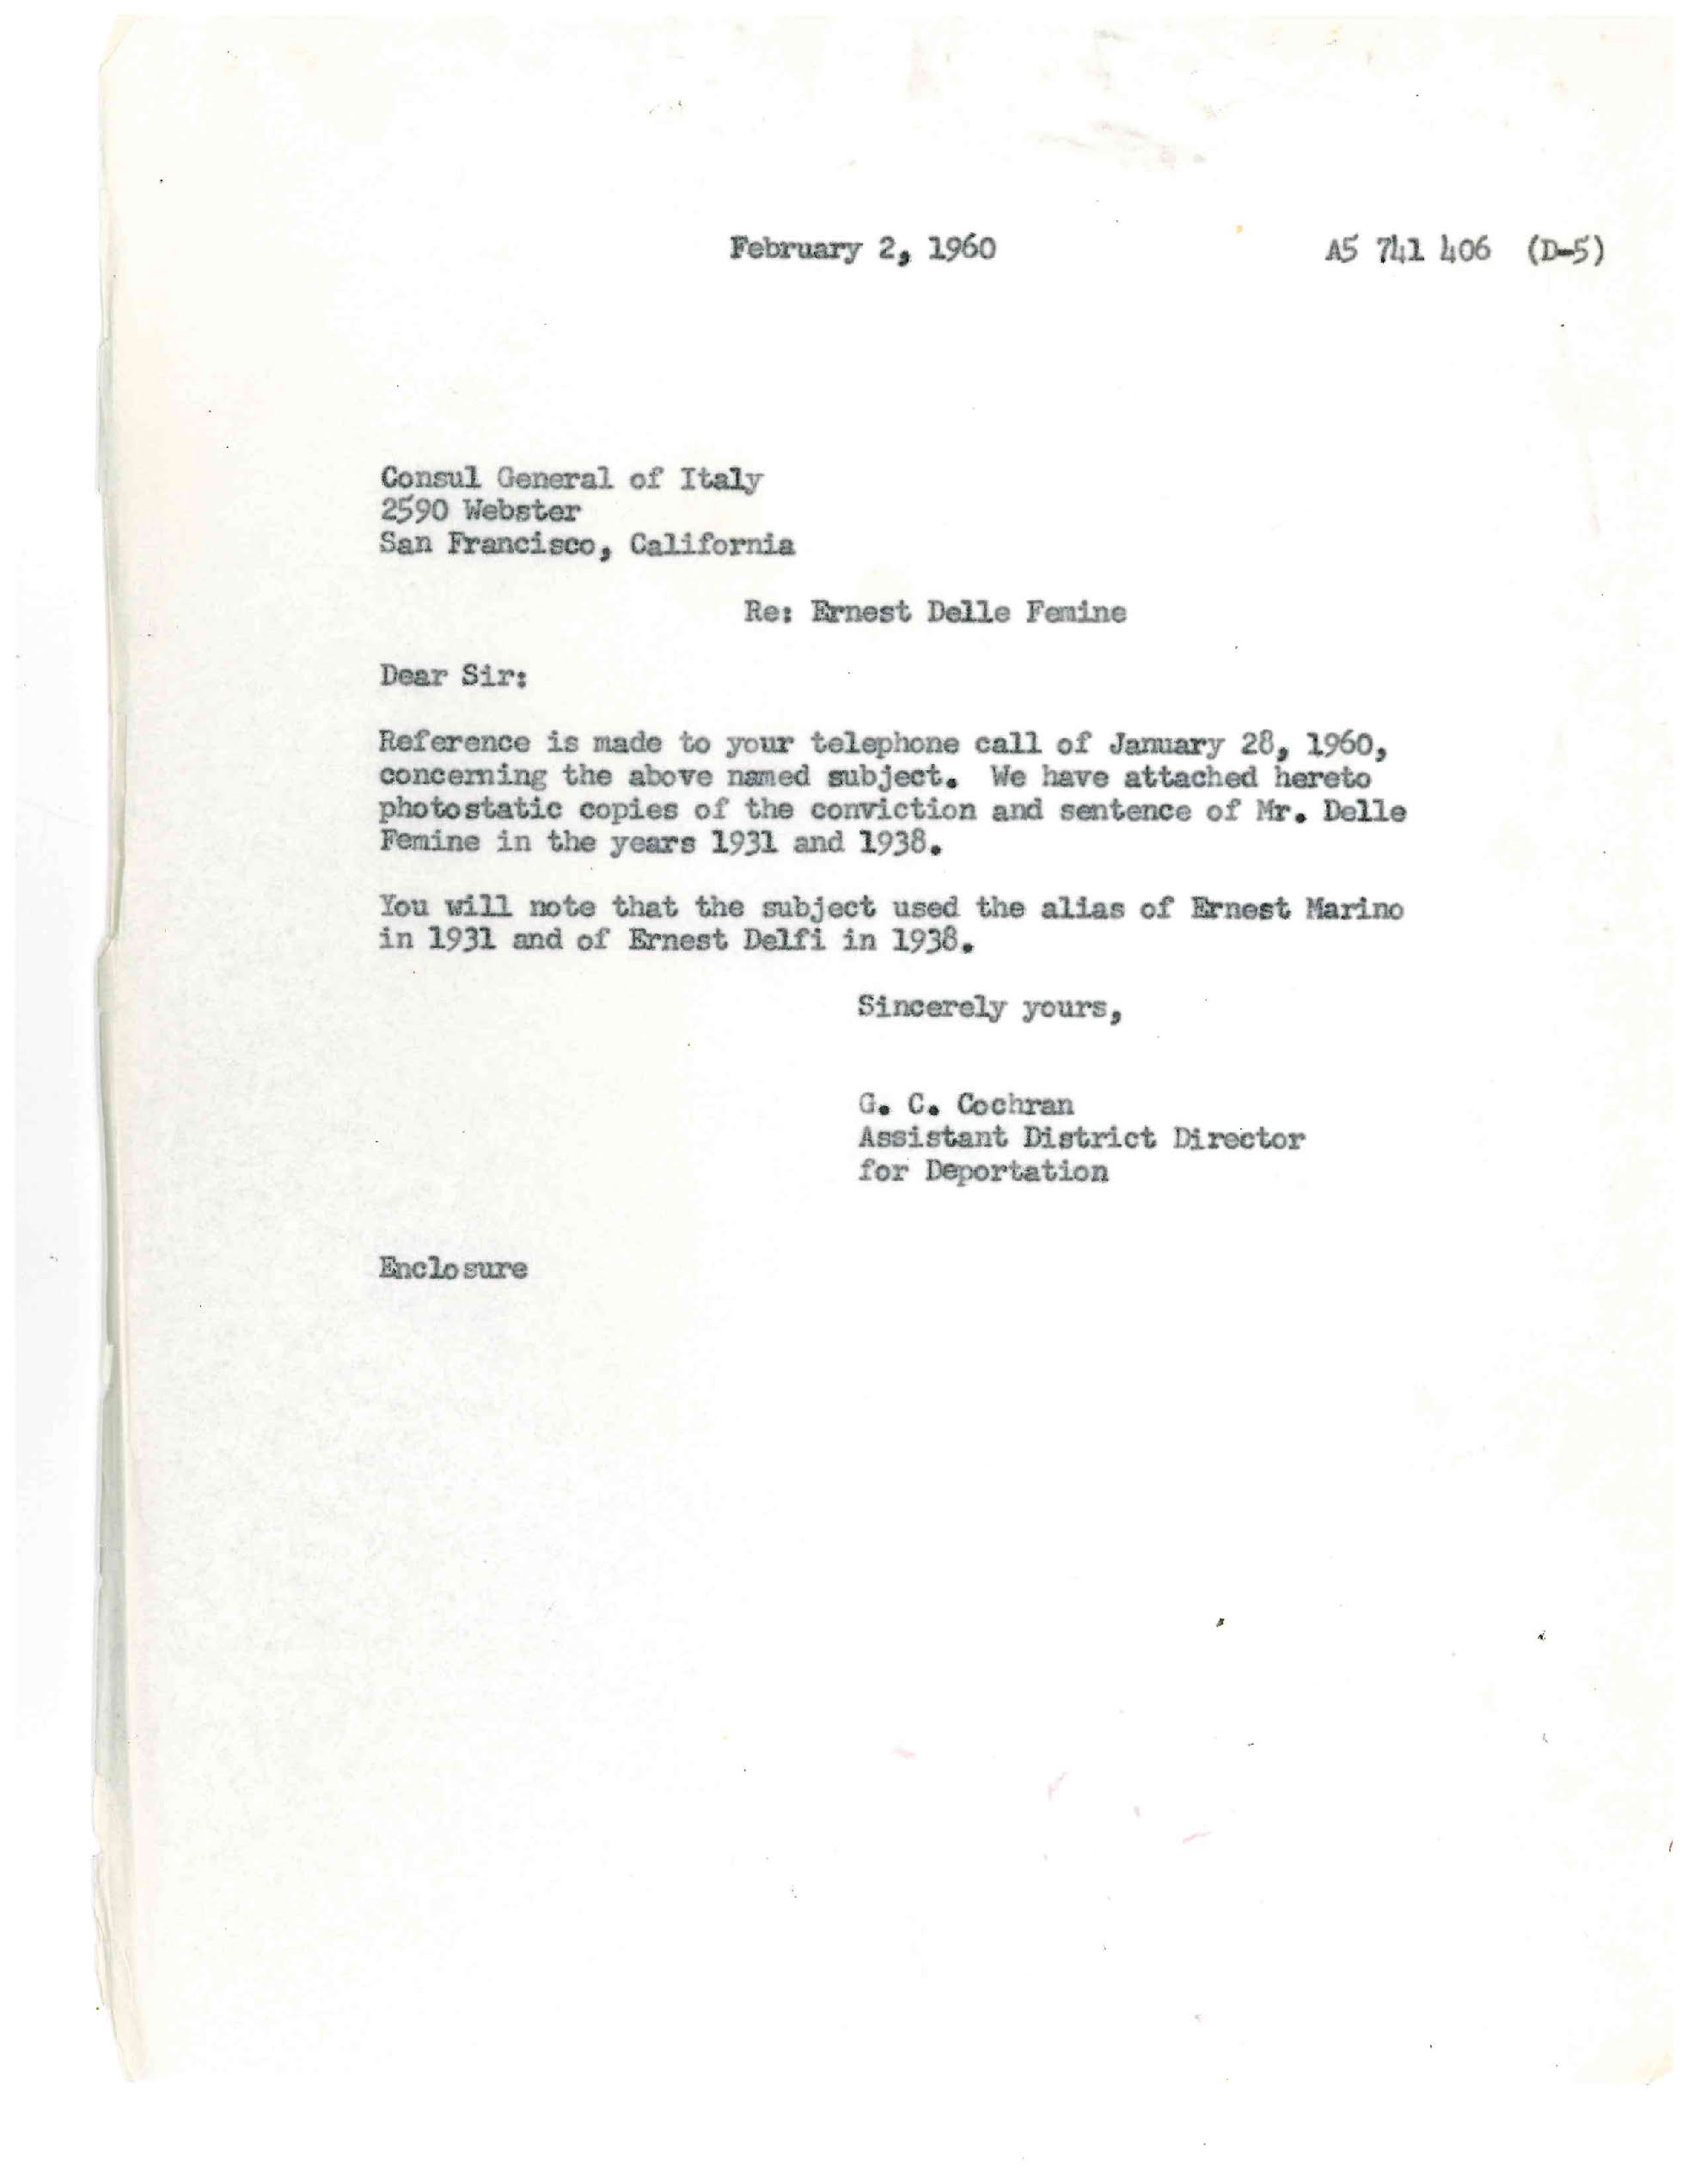 February 2, 1960 A5 741 406 (D-5)
Consul General of Italy
2590 Webster
San Francisco, California
Re: Ernest Delle Femine
Dear Sir:
Reference is made to your telephone call of January 28, 1960,
concerning the above named subject. We have attached hereto
photostatic copies of the conviction and sentence of Mr. Delle
Femine in the years 1931 and 1938.
You will note that the subject used the alias of Ernest Marino
in 1931 and of Ernest Delfi in 1938.
Sincerely yours,
G. C. Cochran
Assistant District Director
for Deportation
Enclosure